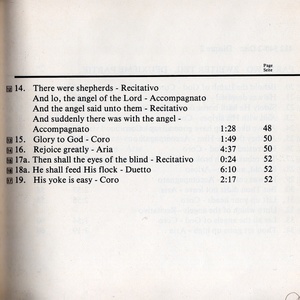 Page
Seite
14. There were shepherds - Recitativo
And lo, the angel of the Lord - Accompagnato
And the angel said unto them - Recitativo
And suddenly there was with the angel -
Accompagnato 1:28 48
15. Glory to God - Coro 1:49 50
16. Rejoice greatly - Aria 4:37 50
17a. Then shall the eyes of the blind - Recitativo 0:24 52
18a. He shall feed His flock - Duetto 6:10 52
19. His yoke is easy - Coro 2:17 52